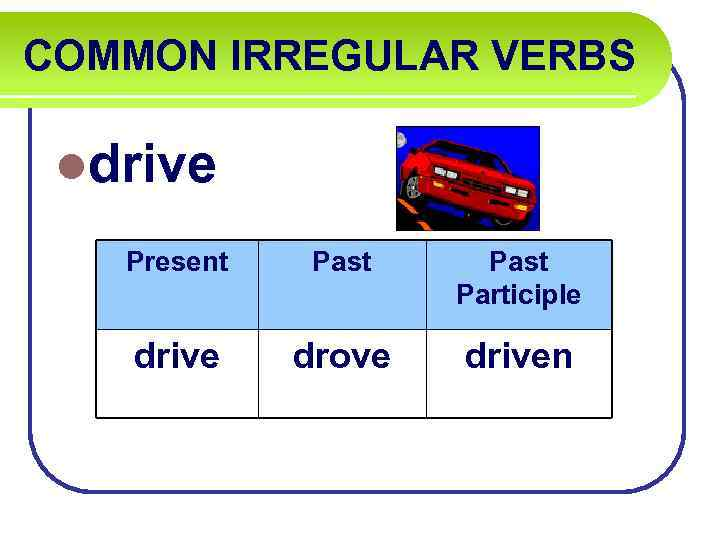 COMMON IRREGULAR VERBS
drive
Present Past Past
Participle
drive drove driven